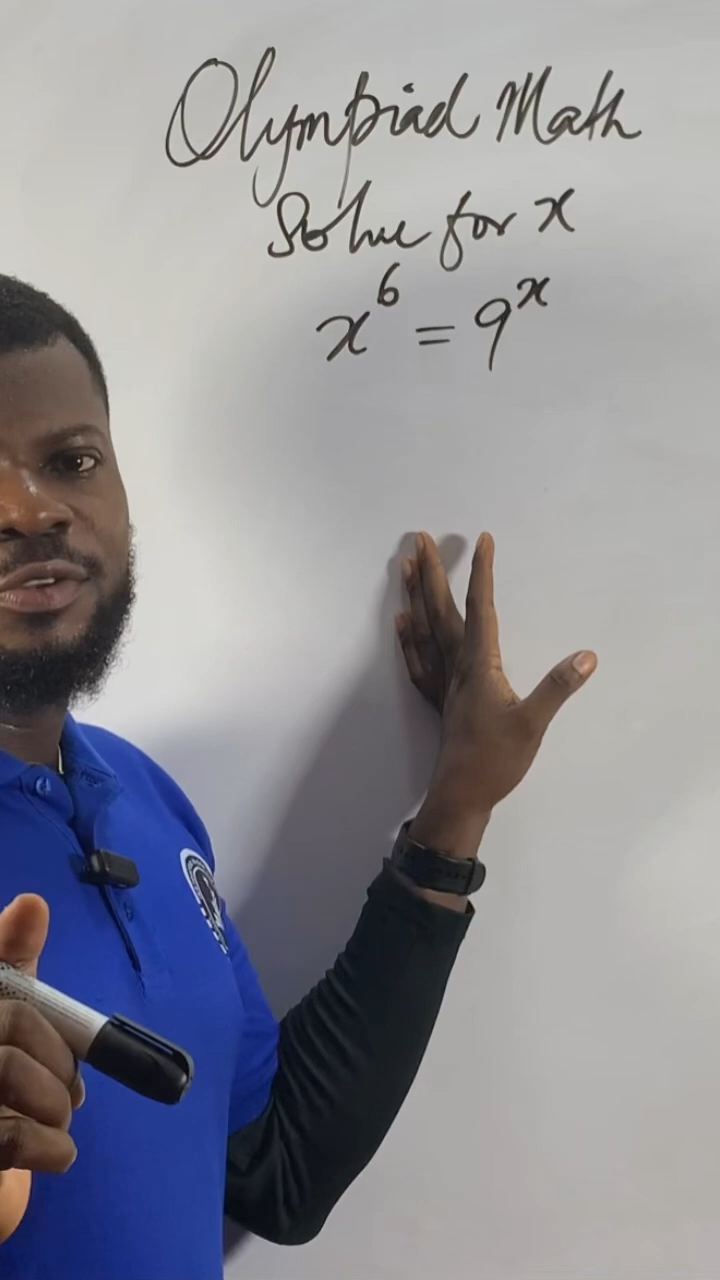 Olympiad Math
Solve for x
x⁶ = 9ˣ